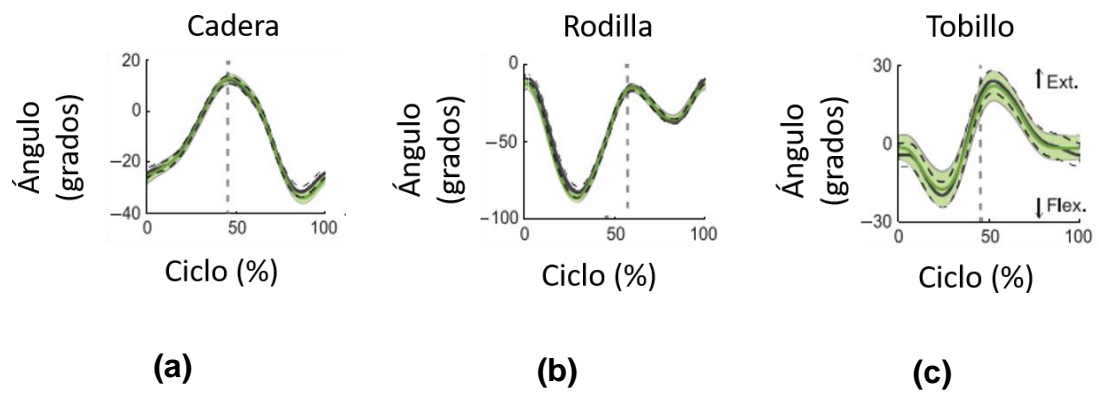 Cadera
Ángulo
(grados)
20
0
−20
−40
0
50
100
Ciclo (%)
(a)
Rodilla
Ángulo
(grados)
0
−50
−100
0
50
100
Ciclo (%)
(b)
Tobillo
Ángulo
(grados)
30
0
−30
↑Ext.
↓Flex.
0
50
100
Ciclo (%)
(c)